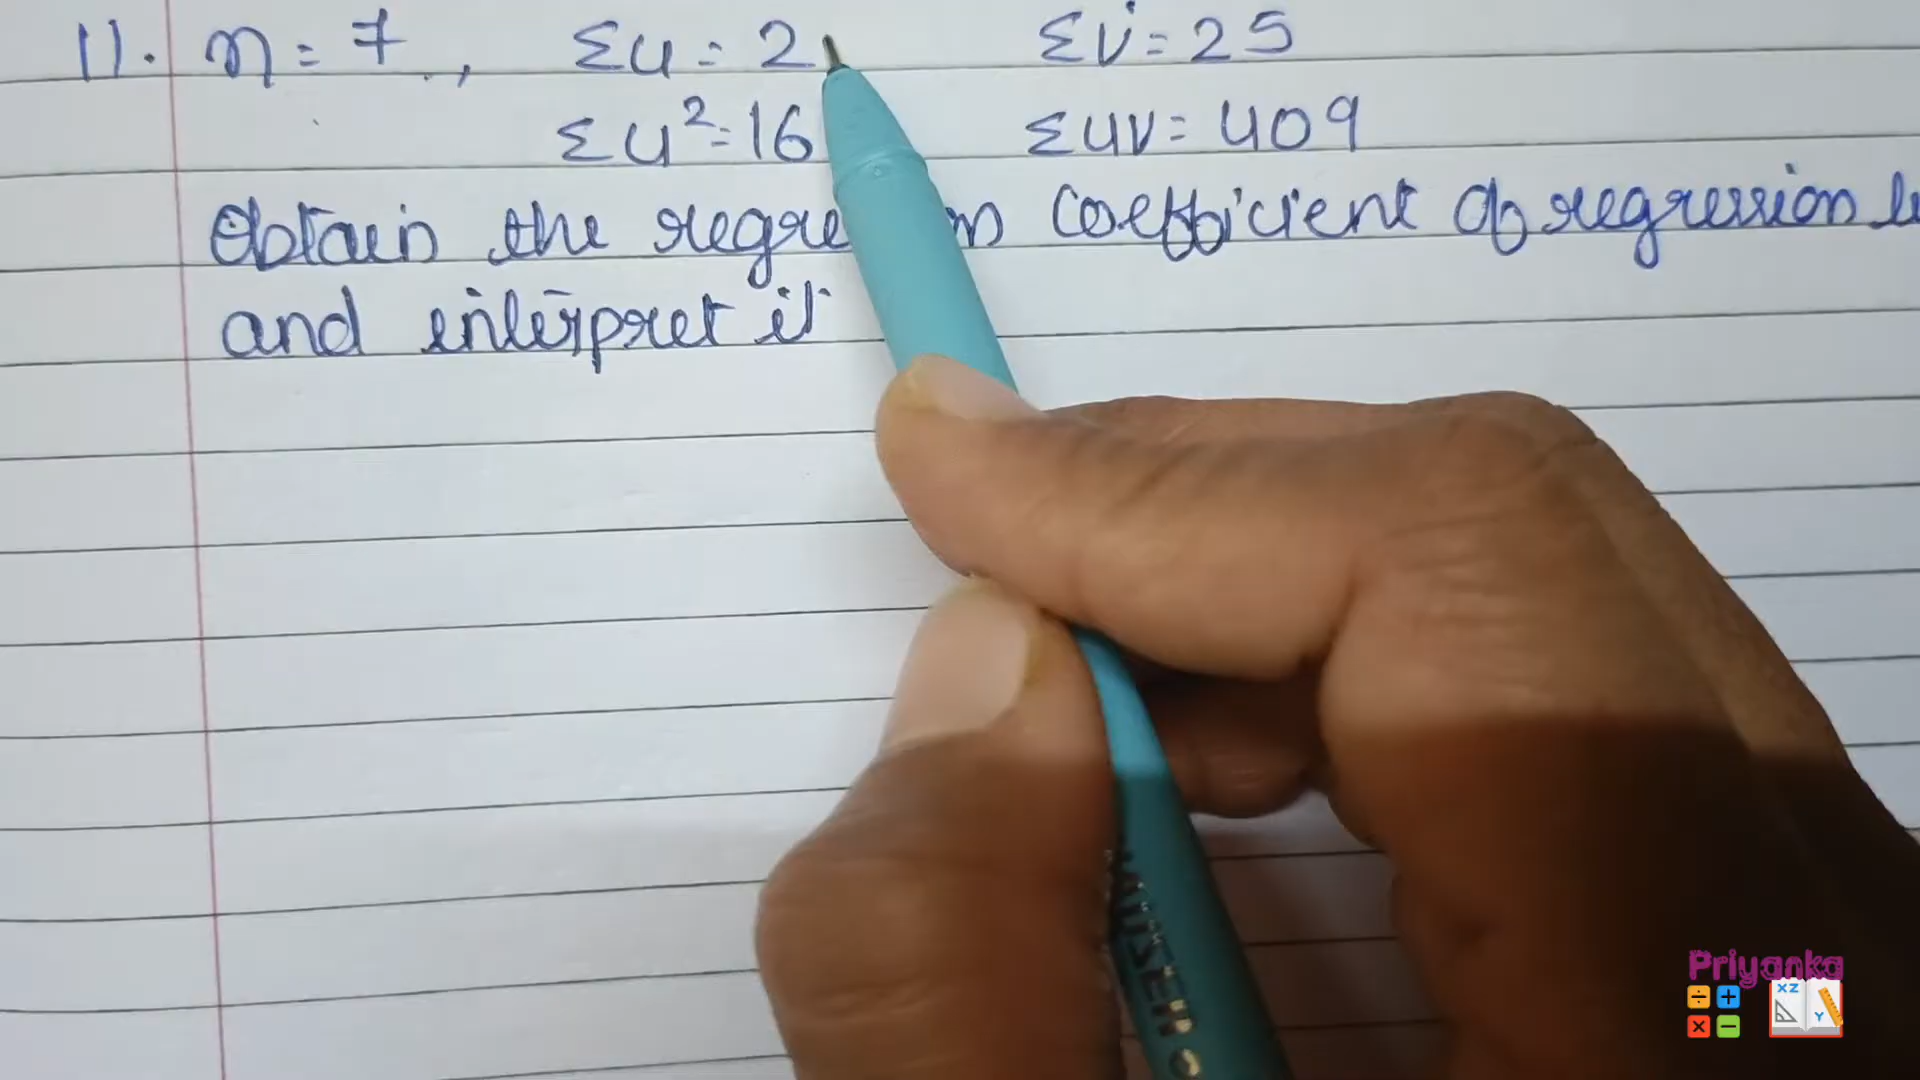 11. n = 7, Σu = 2 Σv = 25
Σu² = 16 Σuv = 409
Obtain the coefficient of regression
and interpret it
Priyanka
÷ + XZ
× − Y